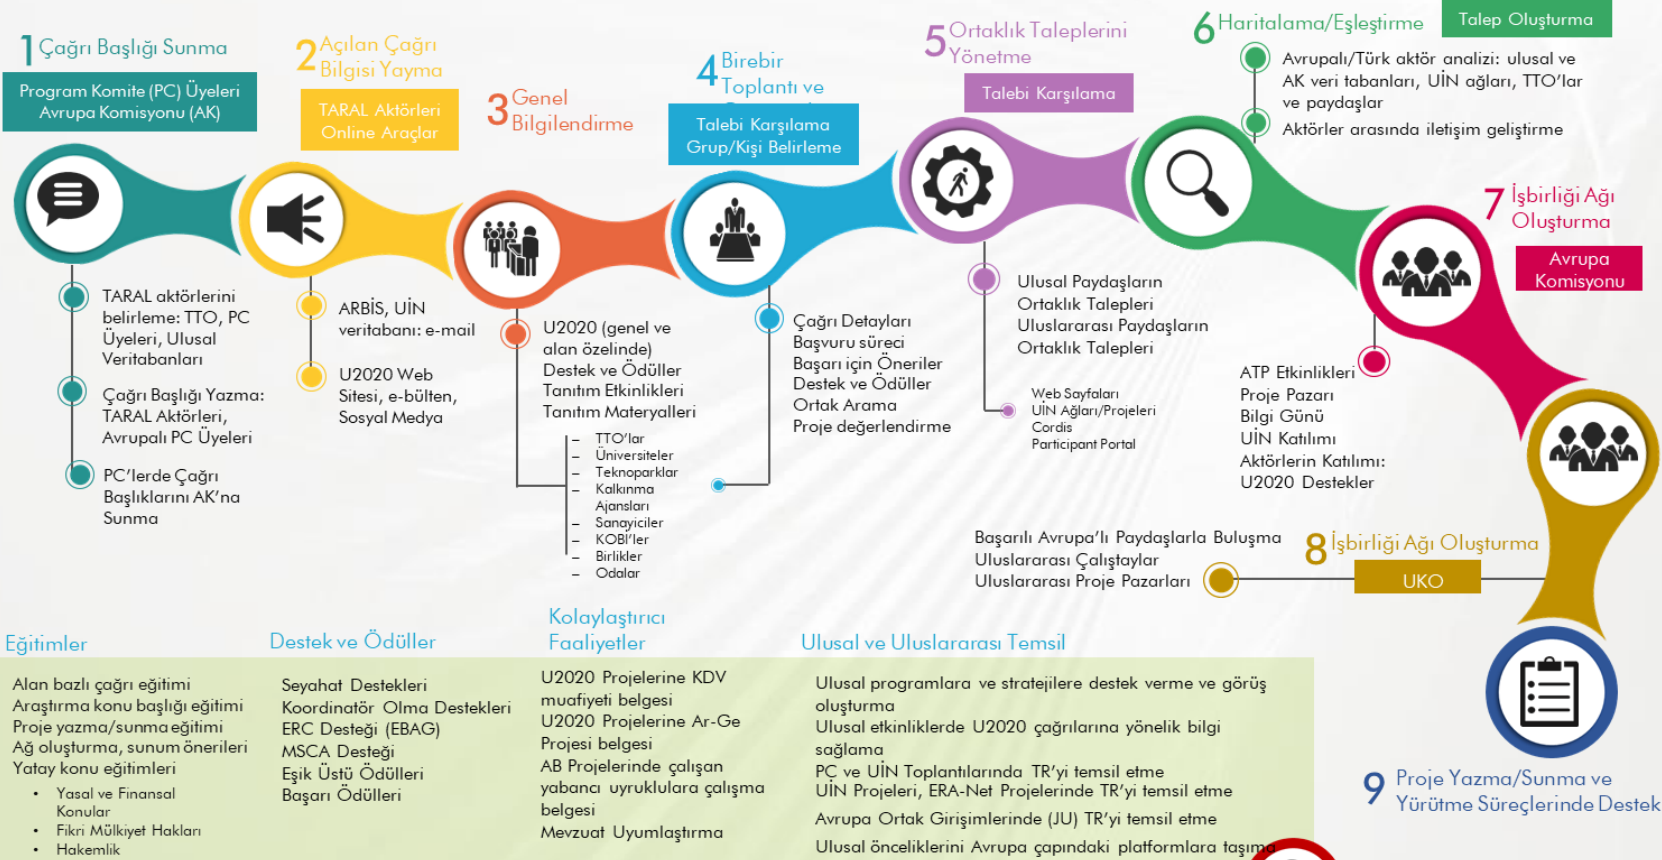 1 Çağrı Başlığı Sunma
Program Komite (PC) Üyeleri
Avrupa Komisyonu (AK)
TARAL aktörlerini
belirleme: TTO, PC
Üyeleri, Ulusal
Veritabanları
Çağrı Başlığı Yazma:
TARAL Aktörleri,
Avrupalı PC Üyeleri
PC'lerde Çağrı
Başlıklarını AK'na
Sunma
2 Açılan Çağrı
Bilgisi Yayma
TARAL Aktörleri
Online Araçlar
ARBİS, UİN
veritabanı: e-mail
U2020 Web
Sitesi, e-bülten,
Sosyal Medya
3 Genel
Bilgilendirme
U2020 (genel ve
alan özelinde)
Destek ve Ödüller
Tanıtım Etkinlikleri
Tanıtım Materyalleri
– TTO'lar
– Üniversiteler
– Teknoparklar
– Kalkınma
Ajansları
– Sanayiciler
– KOBİ'ler
– Birlikler
– Odalar
4 Birebir
Toplantı ve
Talebi Karşılama
Grup/Kişi Belirleme
Çağrı Detayları
Başvuru süreci
Başarı için Öneriler
Destek ve Ödüller
Ortak Arama
Proje değerlendirme
5 Ortaklık Taleplerini
Yönetme
Talebi Karşılama
Ulusal Paydaşların
Ortaklık Talepleri
Uluslararası Paydaşların
Ortaklık Talepleri
Web Sayfaları
UİN Ağları/Projeleri
Cordis
Participant Portal
6 Haritalama/Eşleştirme
Talep Oluşturma
Avrupalı/Türk aktör analizi: ulusal ve
AK veri tabanları, UİN ağları, TTO'lar
ve paydaşlar
Aktörler arasında iletişim geliştirme
7 İşbirliği Ağı
Oluşturma
Avrupa
Komisyonu
ATP Etkinlikleri
Proje Pazarı
Bilgi Günü
UİN Katılımı
Aktörlerin Katılımı:
U2020 Destekler
8 İşbirliği Ağı Oluşturma
UKO
Başarılı Avrupa'lı Paydaşlarla Buluşma
Uluslararası Çalıştaylar
Uluslararası Proje Pazarları
9 Proje Yazma/Sunma ve
Yürütme Süreçlerinde Destek
Eğitimler
Alan bazlı çağrı eğitimi
Araştırma konu başlığı eğitimi
Proje yazma/sunma eğitimi
Ağ oluşturma, sunum önerileri
Yatay konu eğitimleri
• Yasal ve Finansal
Konular
• Fikri Mülkiyet Hakları
• Hakemlik
Destek ve Ödüller
Seyahat Destekleri
Koordinatör Olma Destekleri
ERC Desteği (EBAG)
MSCA Desteği
Eşik Üstü Ödülleri
Başarı Ödülleri
Kolaylaştırıcı
Faaliyetler
U2020 Projelerine KDV
muafiyeti belgesi
U2020 Projelerine Ar-Ge
Projesi belgesi
AB Projelerinde çalışan
yabancı uyruklulara çalışma
belgesi
Mevzuat Uyumlaştırma
Ulusal ve Uluslararası Temsil
Ulusal programlara ve stratejilere destek verme ve görüş
oluşturma
Ulusal etkinliklerde U2020 çağrılarına yönelik bilgi
sağlama
PC ve UİN Toplantılarında TR'yi temsil etme
UİN Projeleri, ERA-Net Projelerinde TR'yi temsil etme
Avrupa Ortak Girişimlerinde (JU) TR'yi temsil etme
Ulusal önceliklerini Avrupa çapındaki platformlara taşıma